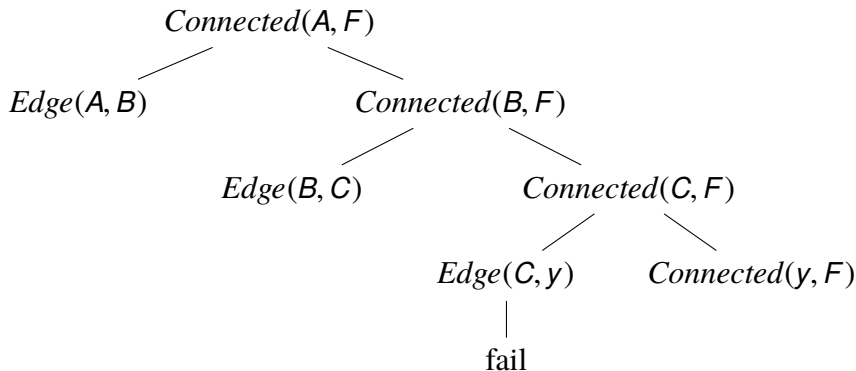 Connected(A, F)
Edge(A, B) Connected(B, F)
Edge(B, C) Connected(C, F)
Edge(C, y) Connected(y, F)
fail